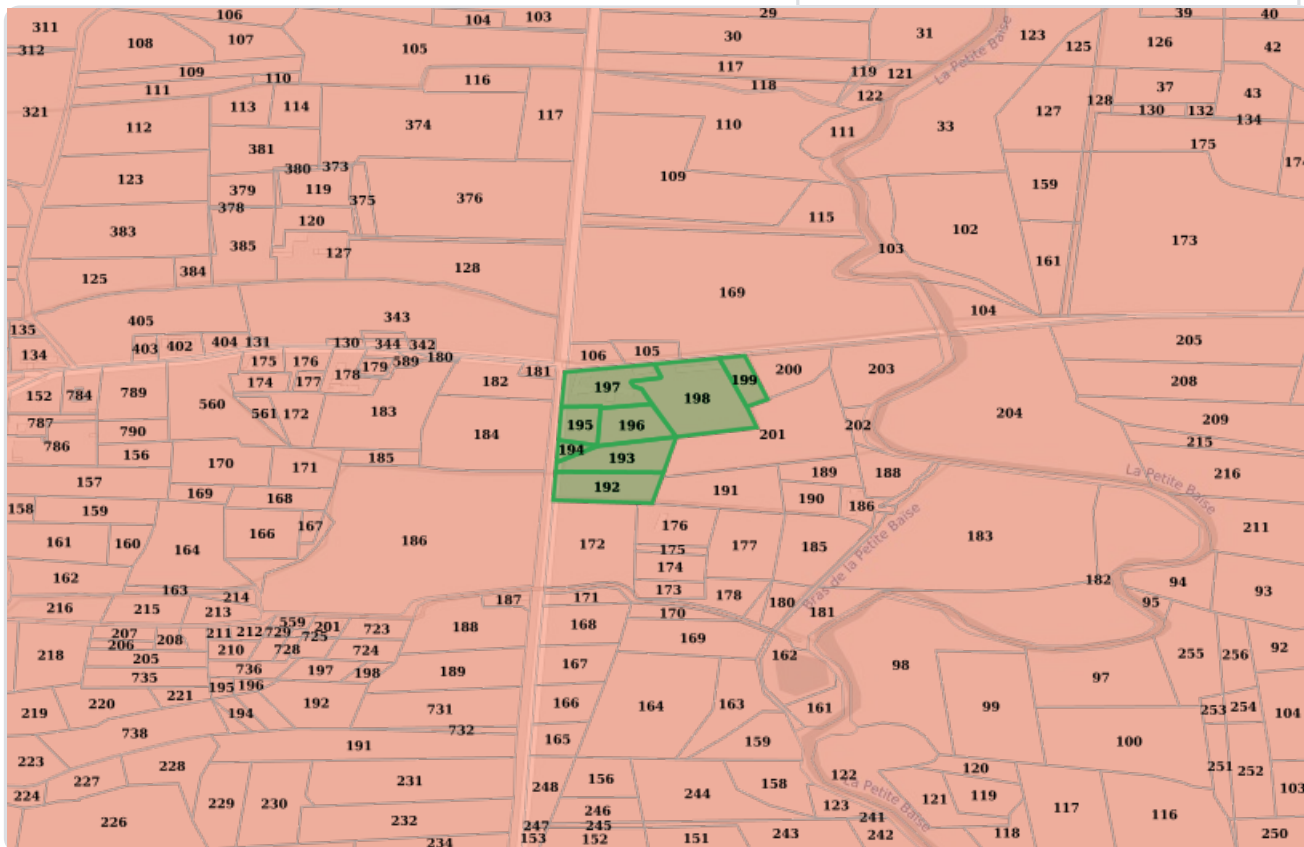 106 104 103 29 39 40
311 108 107 105 30 31 123 125 126 42
312 109 110 116 117 118 119 121 La Petite Baïse 37 43
111 122 128 130 132 134
321 113 114 374 117 110 111 33 127 175
112 381
123 380 373 109 159 174
379 119 375 376
378 120 115 102 173
383 385 127 103 161
125 384 128 169 104
405 343
135 403 402 404 131 130 344 342 106 105 205
134 175 176 179 589 180 181 200 203
152 784 789 174 177 178 182 197 199 208
560 561 172 183 198 204 209
787 790 195 196 202
786 156 184 194 201 215
157 170 171 185 193 189 188 La Petite Baïse 216
169 168 192 191 190 186
158 159 166 167 176 211
161 160 164 186 172 175 177 185 Bras de la Petite Baïse 183
162 163 174 182 94 93
214 187 171 173 178 180 181 95
216 215 213 170
559 201 723 188 168 169
207 208 211 212 729 725 92
206 210 728 724 162 98 255 256
218 205 736 197 198 189 167 97
735 195 196
221 192 731 166 164 163 161 99 253 254 104
219 220 194
738 732 165 159 100
191
223 228 251 252
227 231 156 158 122 120
224 229 230 248 244 La Petite Baïse 121 119 103
226 232 246 123 117 116
247 245 241
234 153 152 151 243 242 118 250